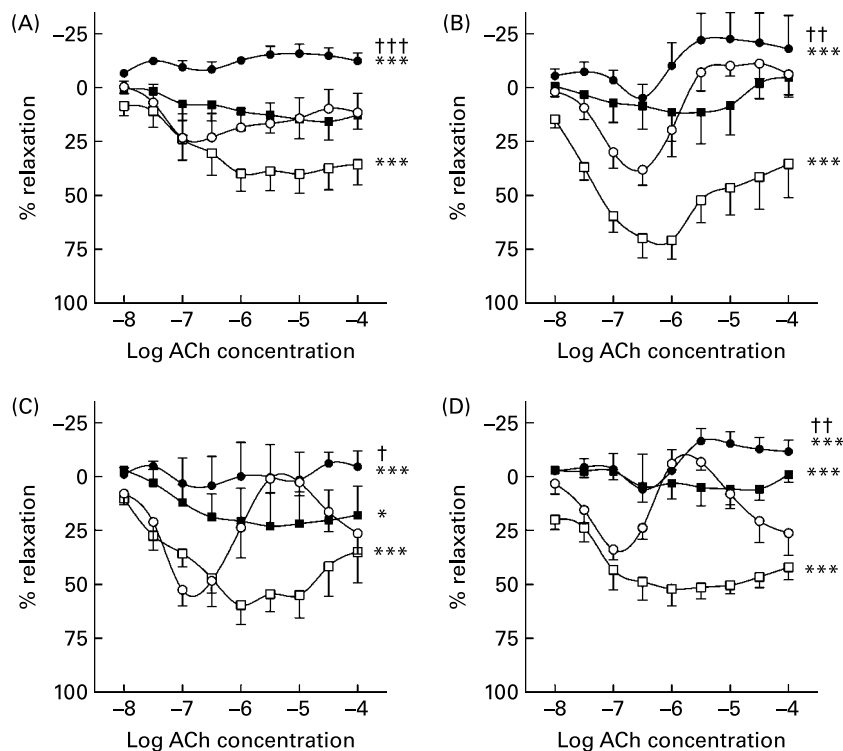 (A)
−25
0
25
50
75
100
% relaxation
†††
***
***
−8 −7 −6 −5 −4
Log ACh concentration
(B)
−25
0
25
50
75
100
% relaxation
††
***
***
−8 −7 −6 −5 −4
Log ACh concentration
(C)
−25
0
25
50
75
100
% relaxation
†
***
*
***
−8 −7 −6 −5 −4
Log ACh concentration
(D)
−25
0
25
50
75
100
% relaxation
††
***
***
***
−8 −7 −6 −5 −4
Log ACh concentration